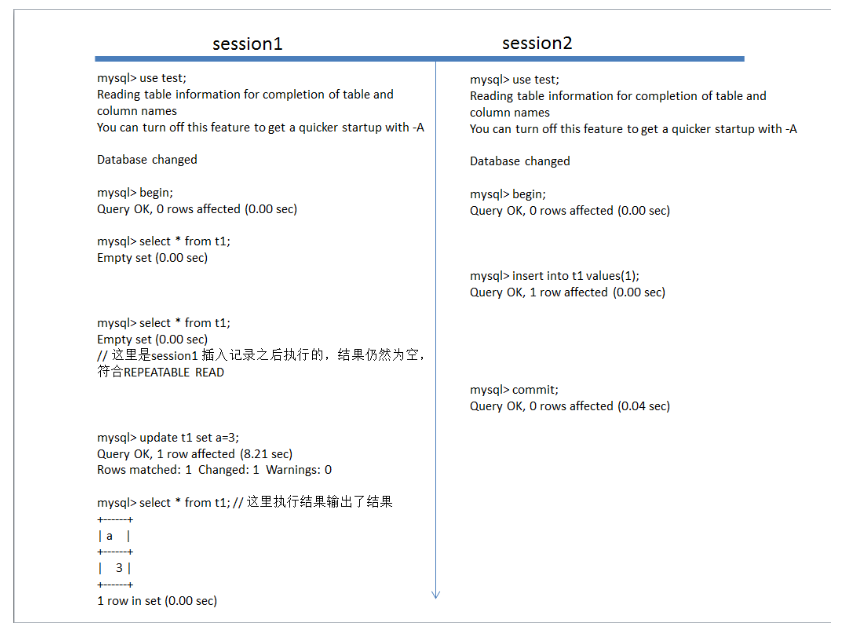 session1
session2
mysql> use test;
Reading table information for completion of table and
column names
You can turn off this feature to get a quicker startup with -A
Database changed
mysql> begin;
Query OK, 0 rows affected (0.00 sec)
mysql> select * from t1;
Empty set (0.00 sec)
mysql> select * from t1;
Empty set (0.00 sec)
// 这里是session1 插入记录之后执行的，结果仍然为空，
符合REPEATABLE READ
mysql> update t1 set a=3;
Query OK, 1 row affected (8.21 sec)
Rows matched: 1 Changed: 1 Warnings: 0
mysql> select * from t1; // 这里执行结果输出了结果
+------+
| a |
+------+
| 3 |
+------+
1 row in set (0.00 sec)
mysql> use test;
Reading table information for completion of table and
column names
You can turn off this feature to get a quicker startup with -A
Database changed
mysql> begin;
Query OK, 0 rows affected (0.00 sec)
mysql> insert into t1 values(1);
Query OK, 1 row affected (0.00 sec)
mysql> commit;
Query OK, 0 rows affected (0.04 sec)